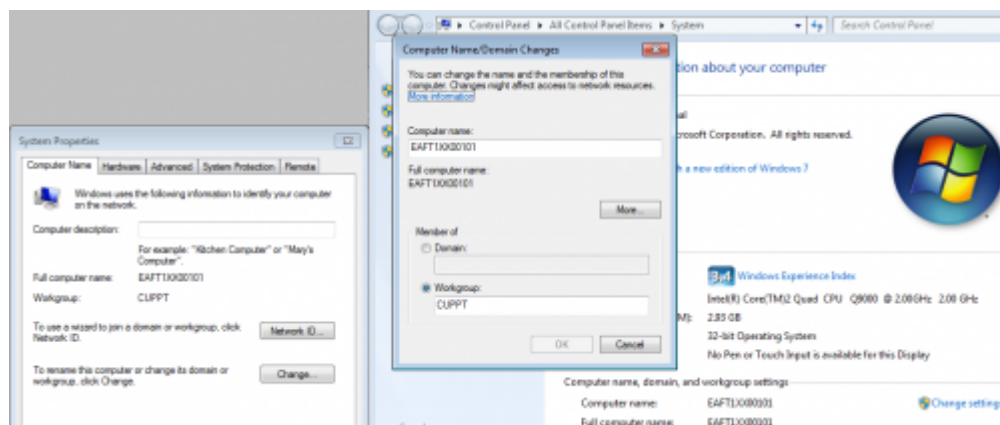 Control Panel ▸ All Control Panel Items ▸ System
Search Control Panel
System Properties
Computer Name
Hardware
Advanced
System Protection
Remote
Windows uses the following information to identify your computer
on the network.
Computer description:
For example: "Kitchen Computer" or "Mary's
Computer".
Full computer name:
EAFT1XX00101
Workgroup:
CUPPT
To use a wizard to join a domain or workgroup, click
Network ID.
Network ID...
To rename this computer or change its domain or
workgroup, click Change.
Change...
Computer Name/Domain Changes
You can change the name and the membership of this
computer. Changes might affect access to network resources.
More information
Computer name:
EAFT1XX00101
Full computer name:
EAFT1XX00101
More...
Member of
Domain:
Workgroup:
CUPPT
OK
Cancel
tion about your computer
crosoft Corporation. All rights reserved.
h a new edition of Windows 7
Windows Experience Index
Intel(R) Core(TM)2 Quad CPU Q9000 @ 2.00GHz 2.00 GHz
M):
2.93 GB
32-bit Operating System
No Pen or Touch Input is available for this Display
Computer name, domain, and workgroup settings
Computer name:
EAFT1XX00101
Change setting
Full computer name:
EAFT1XX00101